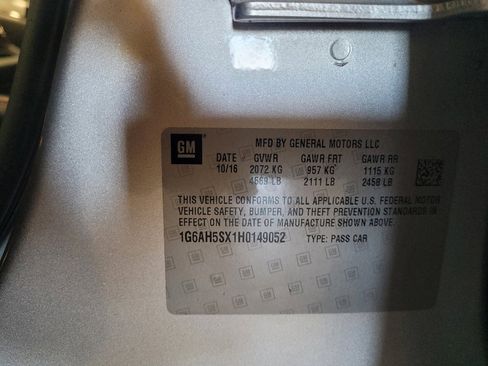 GM
MFD BY GENERAL MOTORS LLC
DATE GVWR GAWR FRT GAWR RR
10/16 2072 KG 957 KG 1115 KG
4569 LB 2111 LB 2458 LB
THIS VEHICLE CONFORMS TO ALL APPLICABLE U.S. FEDERAL MOTOR
VEHICLE SAFETY, BUMPER, AND THEFT PREVENTION STANDARDS IN
EFFECT ON THE DATE OF MANUFACTURE SHOWN ABOVE.
1G6AH5SX1H0149052 TYPE: PASS CAR